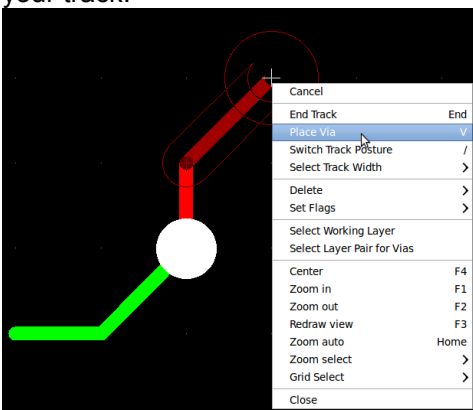 your track.
Cancel
End Track End
Place Via V
Switch Track Posture /
Select Track Width >
Delete >
Set Flags >
Select Working Layer
Select Layer Pair for Vias
Center F4
Zoom in F1
Zoom out F2
Redraw view F3
Zoom auto Home
Zoom select >
Grid Select >
Close